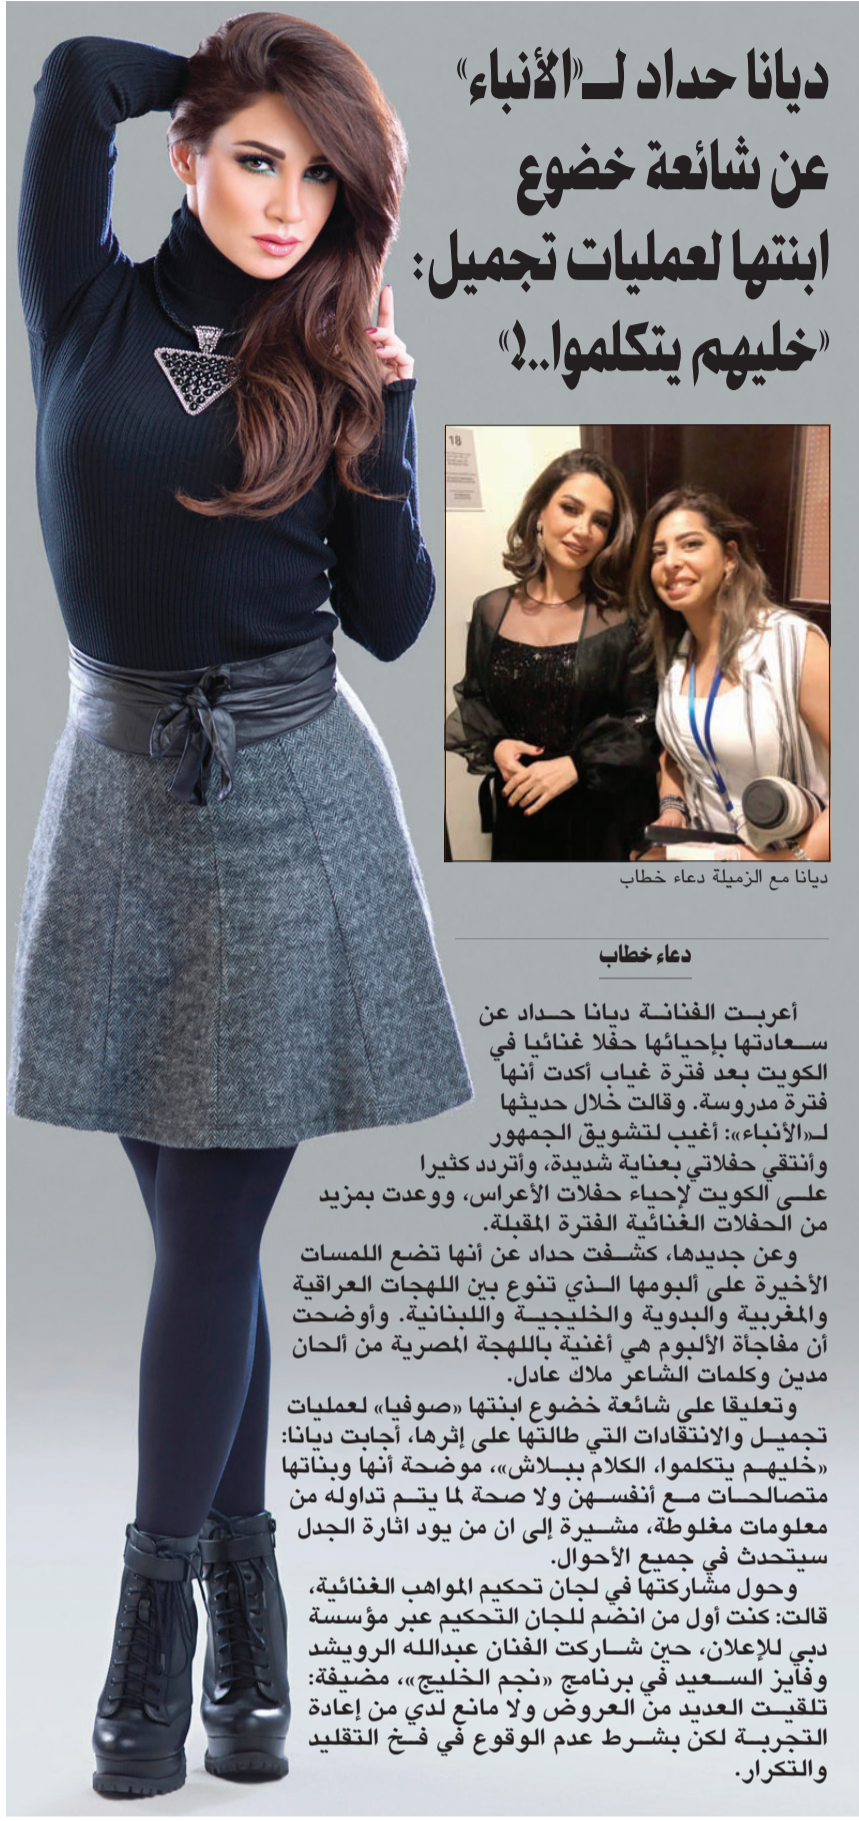 ديانا حداد لـ«الأنباء»
عن شائعة خضوع
ابنتها لعمليات تجميل:
«خليهم يتكلموا..!»
18
ديانا مع الزميلة دعاء خطاب
دعاء خطاب
أعربت الفنانة ديانا حداد عن
سعادتها بإحيائها حفلا غنائيا في
الكويت بعد فترة غياب أكدت أنها
فترة مدروسة. وقالت خلال حديثها
لـ«الأنباء»: أغيب لتشويق الجمهور
وأنتقي حفلاتي بعناية شديدة، وأتردد كثيرا
على الكويت لإحياء حفلات الأعراس، ووعدت بمزيد
من الحفلات الغنائية الفترة المقبلة.
وعن جديدها، كشفت حداد عن أنها تضع اللمسات
الأخيرة على ألبومها الذي تنوع بين اللهجات العراقية
والمغربية والبدوية والخليجية واللبنانية. وأوضحت
أن مفاجأة الألبوم هي أغنية باللهجة المصرية من ألحان
مدين وكلمات الشاعر ملاك عادل.
وتعليقا على شائعة خضوع ابنتها «صوفيا» لعمليات
تجميل والانتقادات التي طالتها على إثرها، أجابت ديانا:
«خليهم يتكلموا، الكلام ببلاش»، موضحة أنها وبناتها
متصالحات مع أنفسهن ولا صحة لما يتم تداوله من
معلومات مغلوطة، مشيرة إلى ان من يود اثارة الجدل
سيتحدث في جميع الأحوال.
وحول مشاركتها في لجان تحكيم المواهب الغنائية،
قالت: كنت أول من انضم للجان التحكيم عبر مؤسسة
دبي للإعلان، حين شاركت الفنان عبدالله الرويشد
وفايز السعيد في برنامج «نجم الخليج»، مضيفة:
تلقيت العديد من العروض ولا مانع لدي من إعادة
التجربة لكن بشرط عدم الوقوع في فخ التقليد
والتكرار.